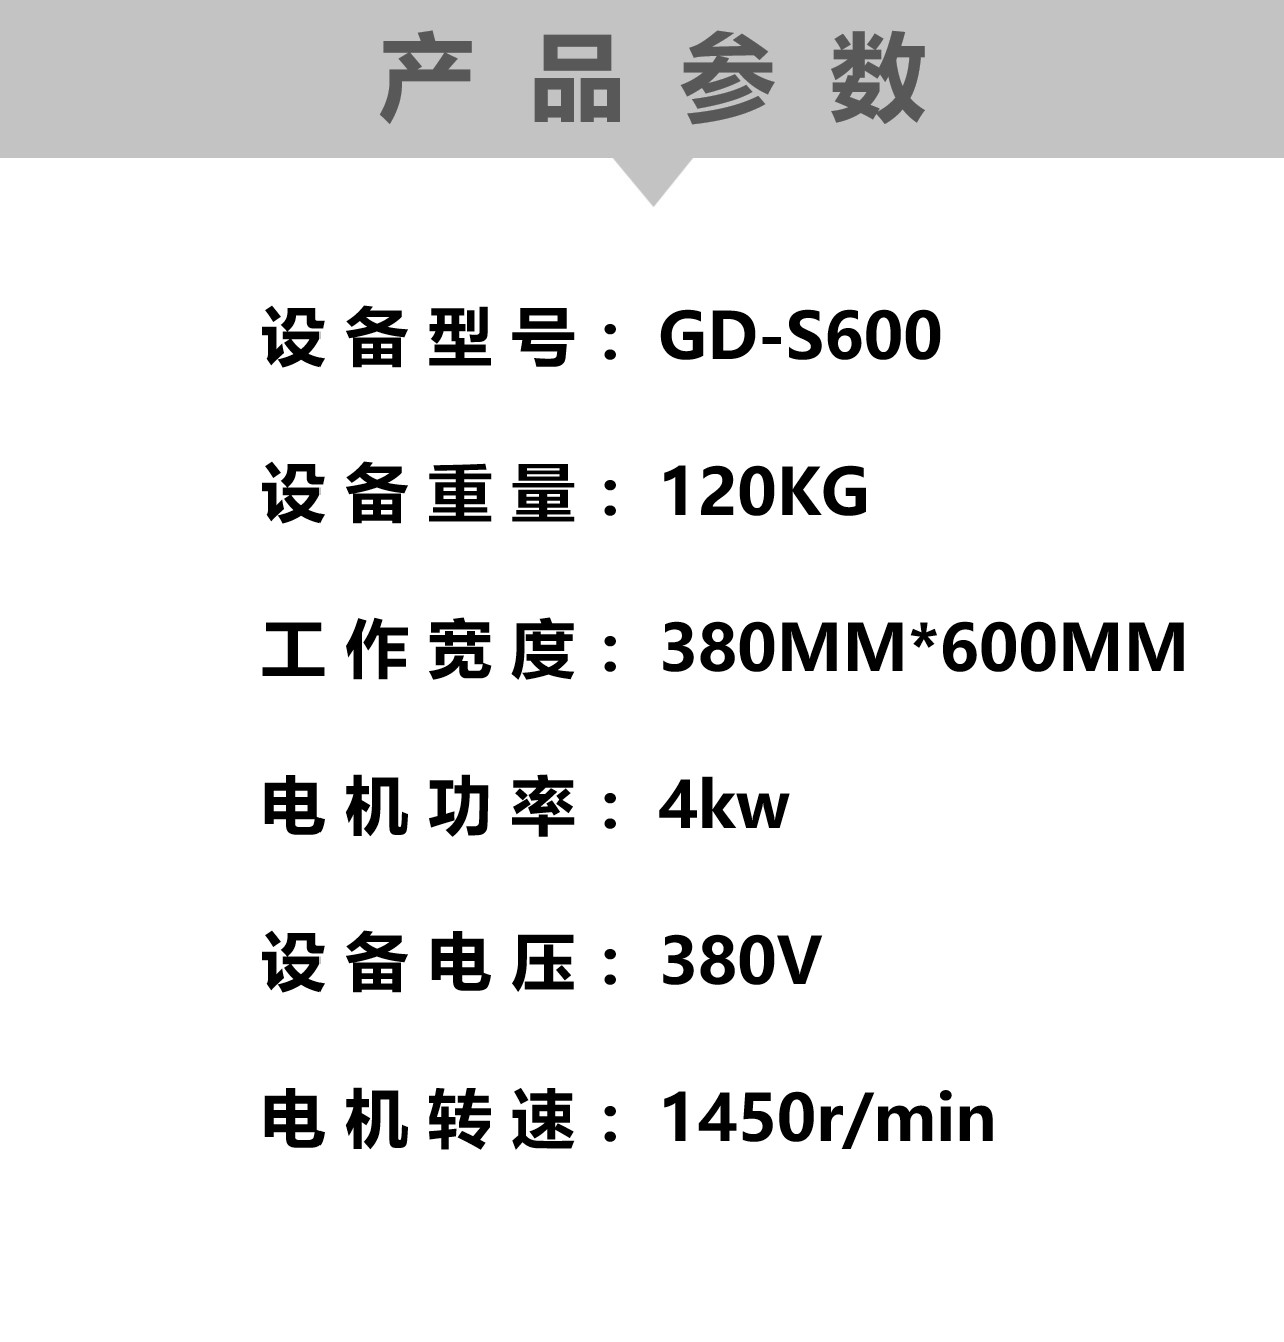 产品参数
设备型号：GD-S600
设备重量：120KG
工作宽度：380MM*600MM
电机功率：4kw
设备电压：380V
电机转速：1450r/min